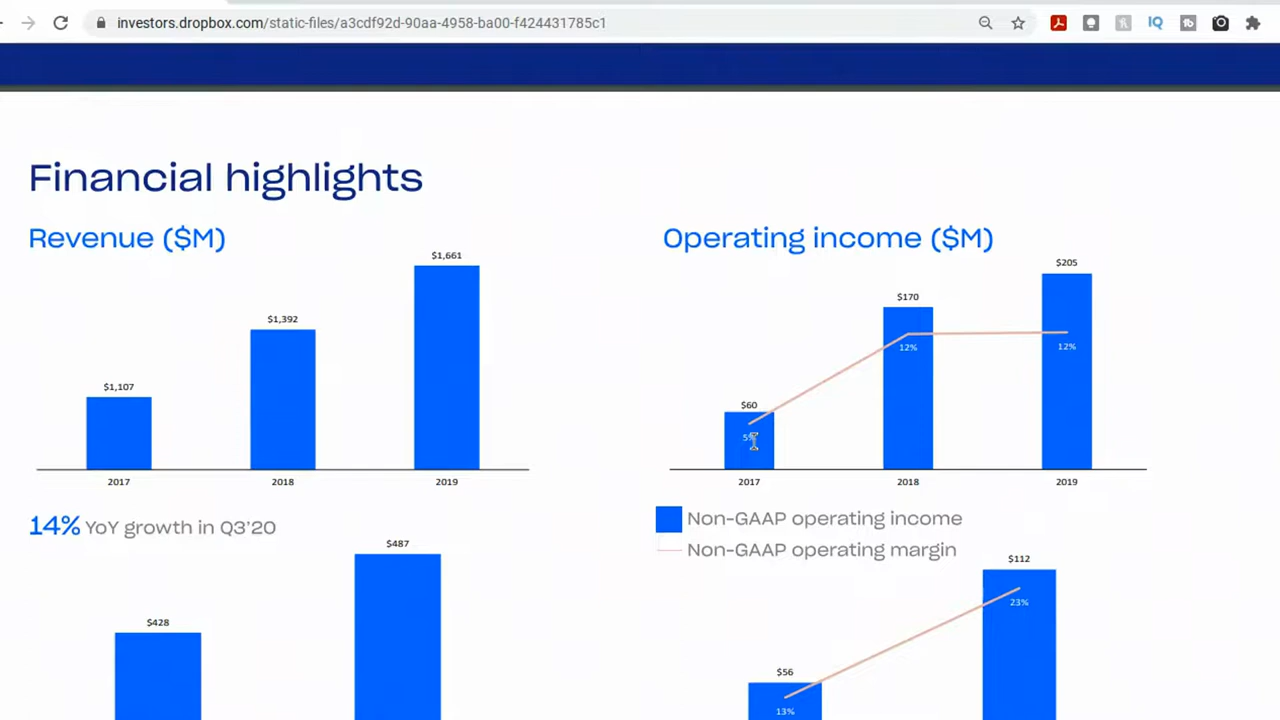 investors.dropbox.com/static-files/a3cdf92d-90aa-4958-ba00-f424431785c1
IQ
Financial highlights
Revenue ($M)
$1,107
$1,392
$1,661
2017
2018
2019
Operating income ($M)
$60
$170
$205
5%
12%
12%
2017
2018
2019
Non-GAAP operating income
Non-GAAP operating margin
14% YoY growth in Q3'20
$428
$487
$56
$112
13%
23%